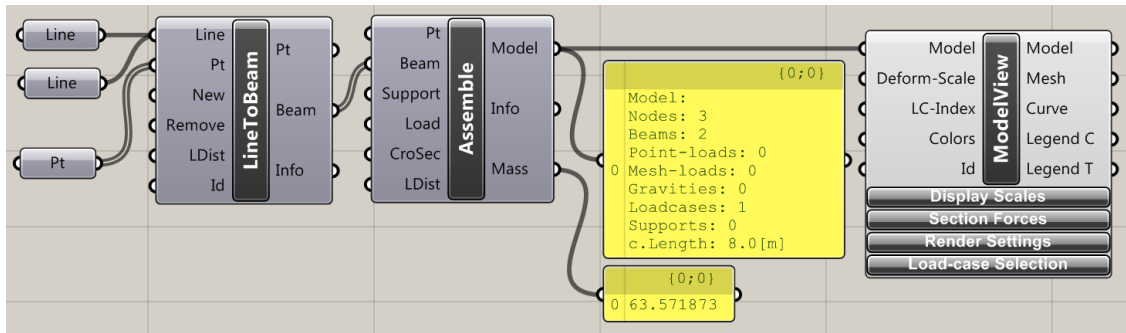 Line
Line
Pt
Line
Pt
New
Remove
LDist
Id
LineToBeam
Pt
Beam
Info
Pt
Beam
Support
Load
CroSec
LDist
Assemble
Model
Info
Mass
{0;0}
Model:
Nodes: 3
Beams: 2
Point-loads: 0
0 Mesh-loads: 0
Gravities: 0
Loadcases: 1
Supports: 0
c.Length: 8.0[m]
{0;0}
0 63.571873
Model
Deform-Scale
LC-Index
Colors
Id
ModelView
Model
Mesh
Curve
Legend C
Legend T
Display Scales
Section Forces
Render Settings
Load-case Selection